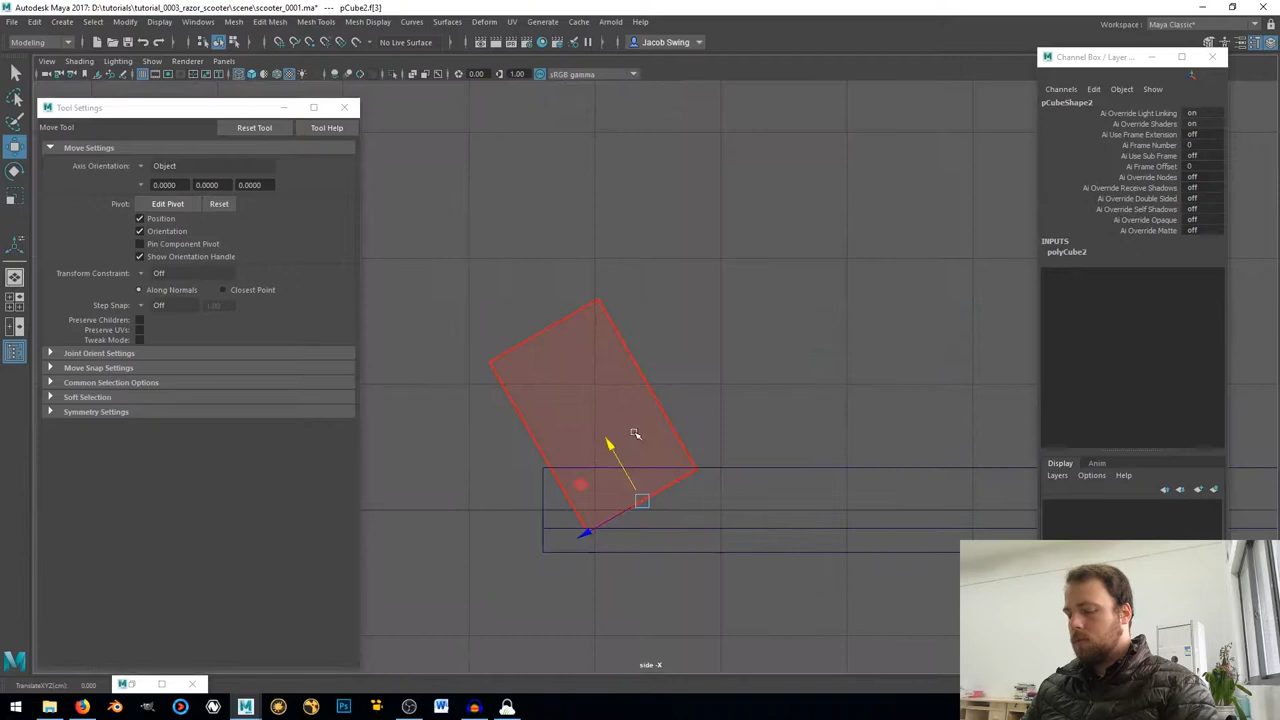 Autodesk Maya 2017: D:\tutorials\tutorial_0003_razor_scooter\scene\scooter_0001.ma* --- pCube2.f[3]
File Edit Create Select Modify Display Windows Mesh Edit Mesh Mesh Tools Mesh Display Curves Surfaces Deform UV Generate Cache Arnold Help
Workspace : Maya Classic*
Modeling No Live Surface Jacob Swing
View Shading Lighting Show Renderer Panels
0.00 1.00 sRGB gamma
Tool Settings
Move Tool Reset Tool Tool Help
Move Settings
Axis Orientation: Object
0.0000 0.0000 0.0000
Pivot: Edit Pivot Reset
Position
Orientation
Pin Component Pivot
Show Orientation Handle
Transform Constraint: Off
Along Normals Closest Point
Step Snap: Off 1.00
Preserve Children:
Preserve UVs:
Tweak Mode:
Joint Orient Settings
Move Snap Settings
Common Selection Options
Soft Selection
Symmetry Settings
Channel Box / Layer ...
Channels Edit Object Show
pCubeShape2
Ai Override Light Linking on
Ai Override Shaders on
Ai Use Frame Extension off
Ai Frame Number 0
Ai Use Sub Frame off
Ai Frame Offset 0
Ai Override Nodes off
Ai Override Receive Shadows off
Ai Override Double Sided off
Ai Override Self Shadows off
Ai Override Opaque off
Ai Override Matte off
INPUTS
polyCube2
Display Anim
Layers Options Help
side -X
TranslateXYZ(cm): 0.000